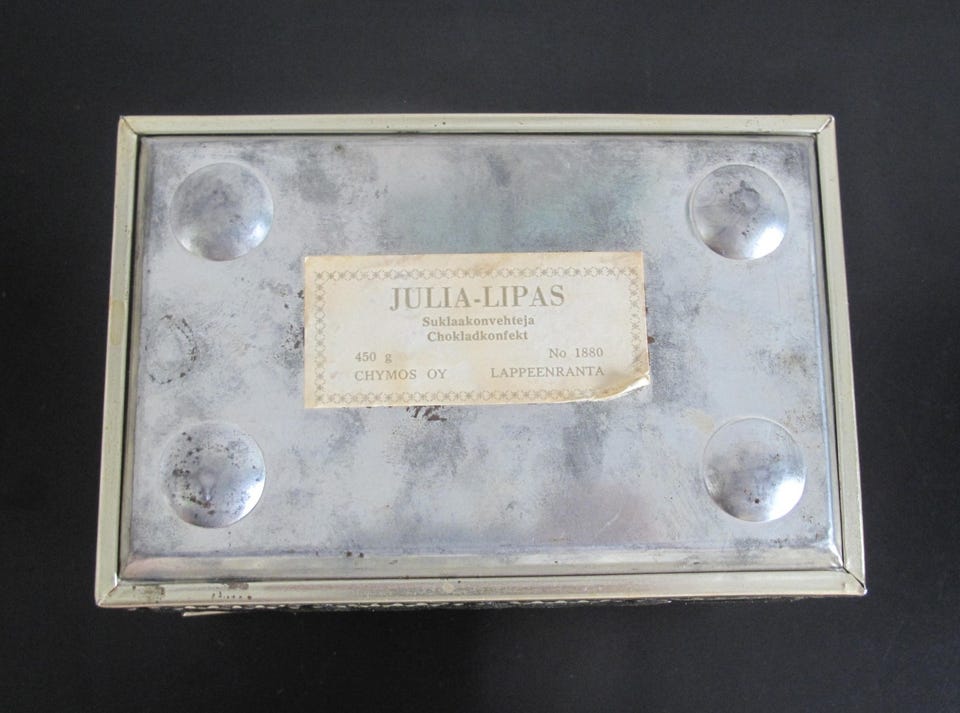 JULIA-LIPAS
Suklaakonvehteja
Chokladkonfekt
450 g No 1880
CHYMOS OY LAPPEENRANTA